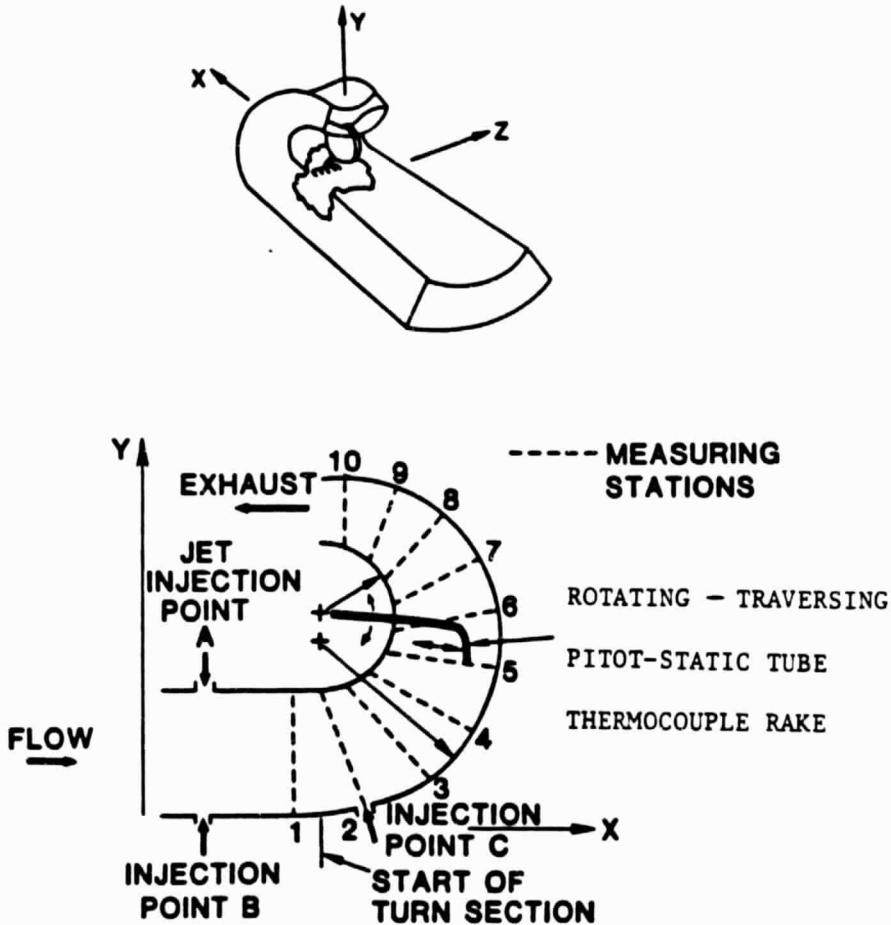 Y
X
Z
Y
10
9
8
7
6
5
4
3
2
1
EXHAUST
JET
INJECTION
POINT
A
FLOW
MEASURING
STATIONS
ROTATING - TRAVERSING
PITOT-STATIC TUBE
THERMOCOUPLE RAKE
INJECTION
POINT C
X
INJECTION
POINT B
START OF
TURN SECTION